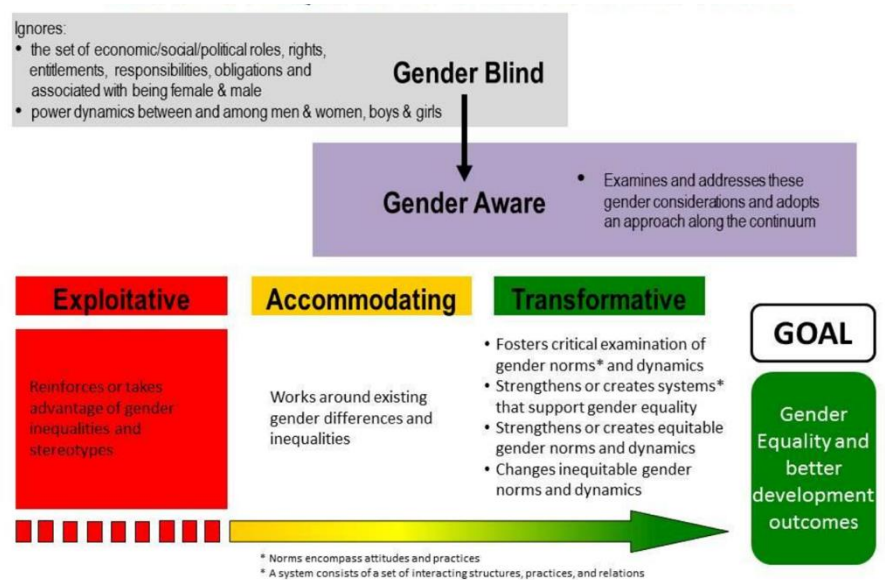 Ignores:
• the set of economic/social/political roles, rights,
entitlements, responsibilities, obligations and
associated with being female & male
• power dynamics between and among men & women, boys & girls
Gender Blind
Gender Aware
• Examines and addresses these
gender considerations and adopts
an approach along the continuum
Exploitative
Reinforces or takes
advantage of gender
inequalities and
stereotypes
Accommodating
Works around existing
gender differences and
inequalities
Transformative
• Fosters critical examination of
gender norms* and dynamics
• Strengthens or creates systems*
that support gender equality
• Strengthens or creates equitable
gender norms and dynamics
• Changes inequitable gender
norms and dynamics
GOAL
Gender
Equality and
better
development
outcomes
* Norms encompass attitudes and practices
* A system consists of a set of interacting structures, practices, and relations